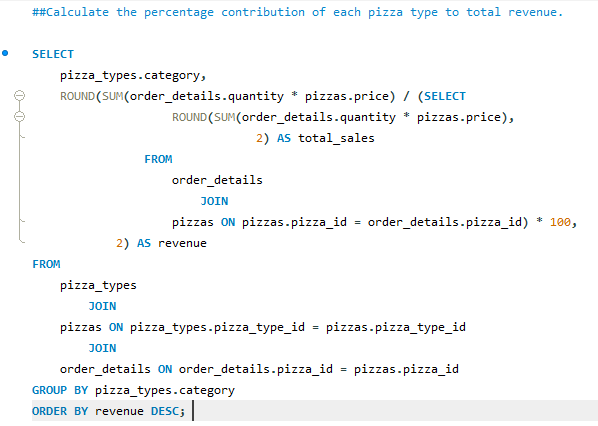 ##Calculate the percentage contribution of each pizza type to total revenue.
SELECT
pizza_types.category,
ROUND(SUM(order_details.quantity * pizzas.price) / (SELECT
ROUND(SUM(order_details.quantity * pizzas.price),
2) AS total_sales
FROM
order_details
JOIN
pizzas ON pizzas.pizza_id = order_details.pizza_id) * 100,
2) AS revenue
FROM
pizza_types
JOIN
pizzas ON pizza_types.pizza_type_id = pizzas.pizza_type_id
JOIN
order_details ON order_details.pizza_id = pizzas.pizza_id
GROUP BY pizza_types.category
ORDER BY revenue DESC;